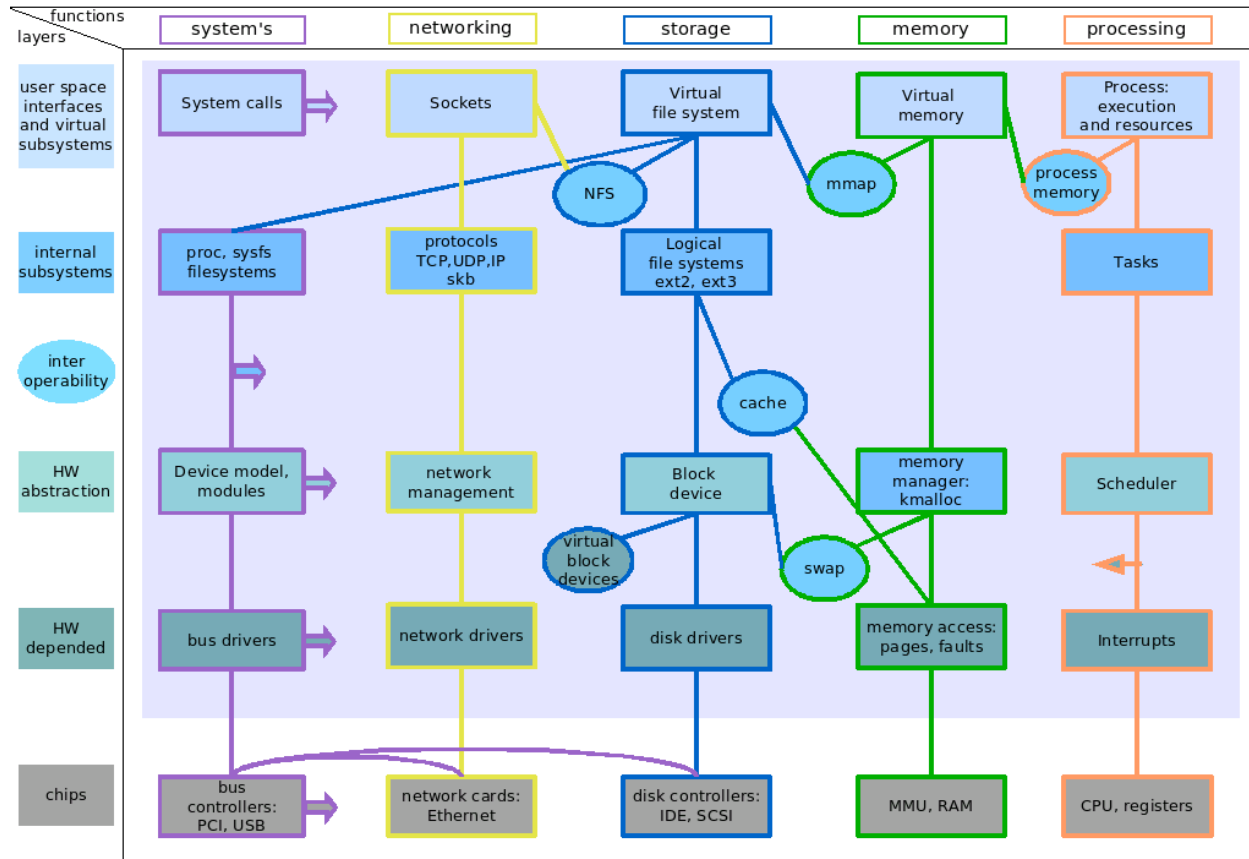 functions
layers
system's
networking
storage
memory
processing
user space
interfaces
and virtual
subsystems
System calls
Sockets
Virtual
file system
Virtual
memory
Process:
execution
and resources
NFS
mmap
process
memory
internal
subsystems
proc, sysfs
filesystems
protocols
TCP,UDP,IP
skb
Logical
file systems
ext2, ext3
Tasks
inter
operability
cache
HW
abstraction
Device model,
modules
network
management
Block
device
memory
manager:
kmalloc
Scheduler
virtual
block
devices
swap
HW
depended
bus drivers
network drivers
disk drivers
memory access:
pages, faults
Interrupts
chips
bus
controllers:
PCI, USB
network cards:
Ethernet
disk controllers:
IDE, SCSI
MMU, RAM
CPU, registers